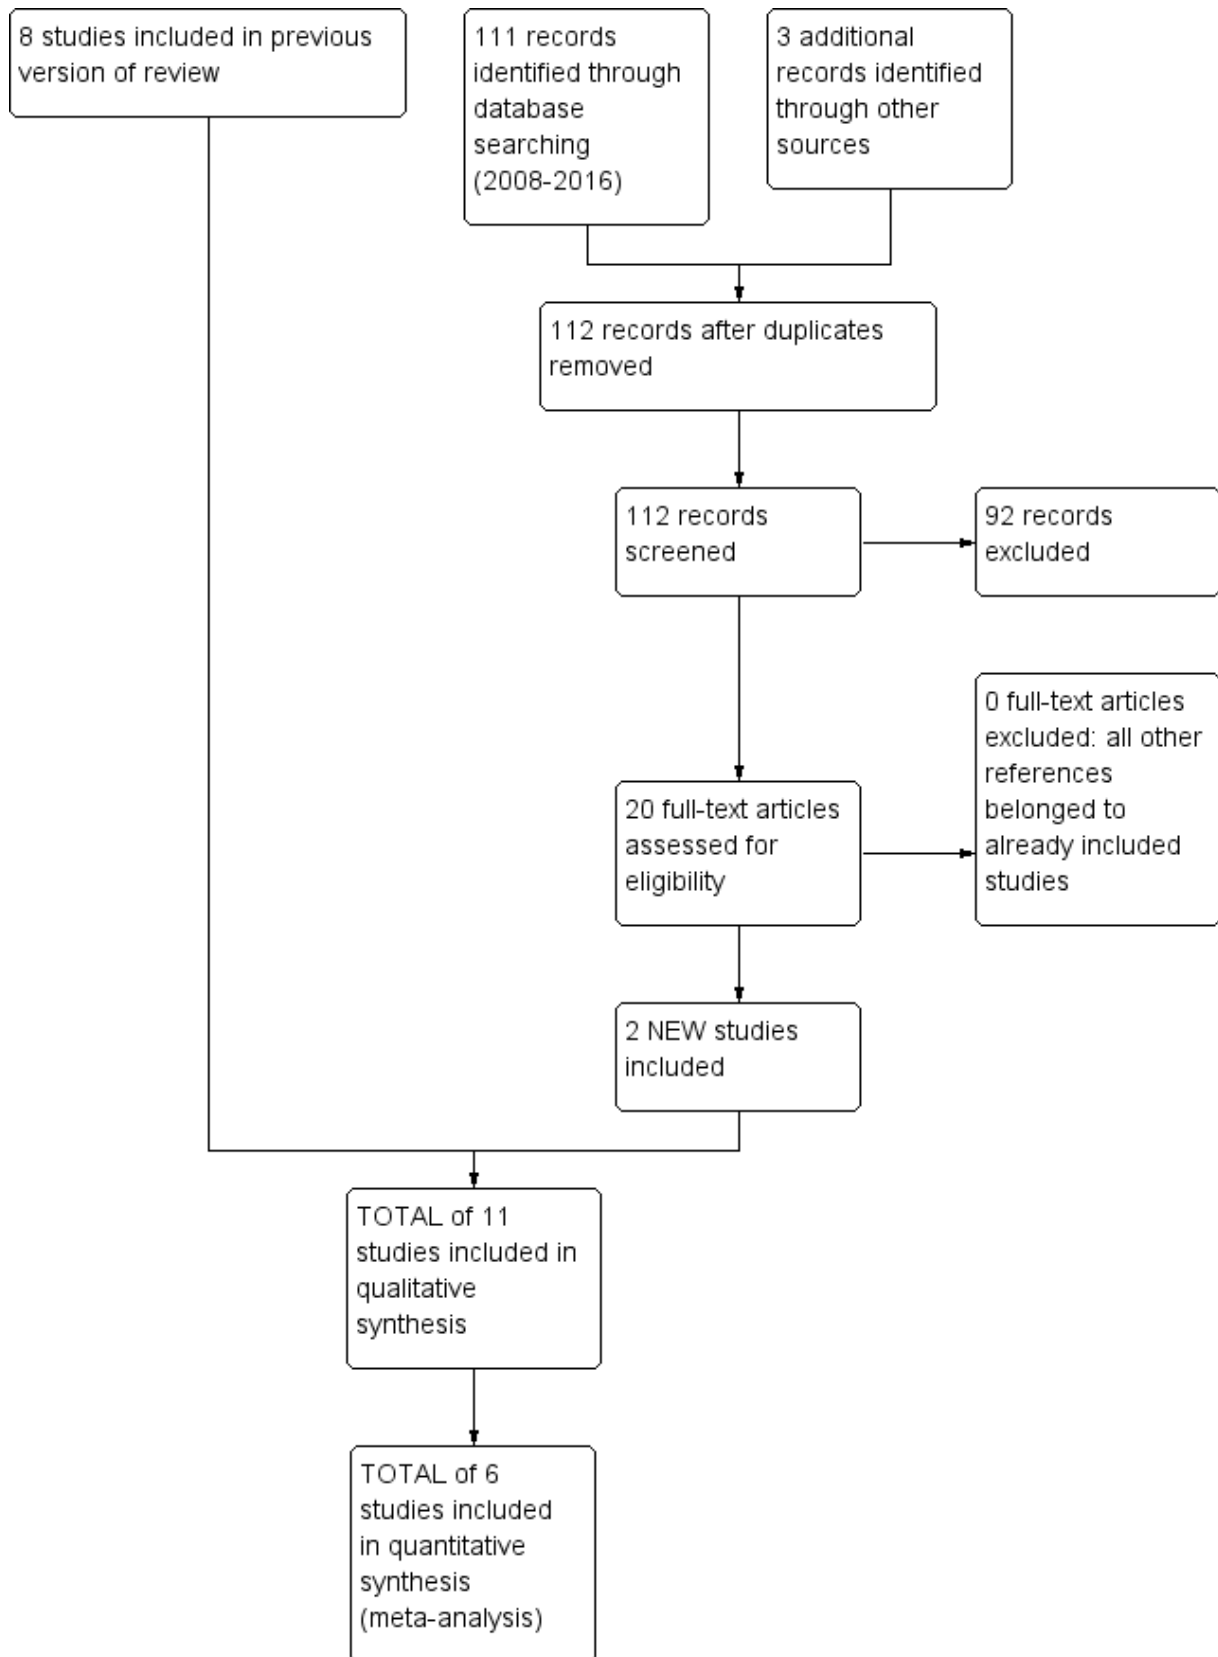 8 studies included in previous
version of review
111 records
identified through
database
searching
(2008-2016)
3 additional
records identified
through other
sources
112 records after duplicates
removed
112 records
screened
92 records
excluded
0 full-text articles
excluded: all other
references
belonged to
already included
studies
20 full-text articles
assessed for
eligibility
2 NEW studies
included
TOTAL of 11
studies included in
qualitative
synthesis
TOTAL of 6
studies included
in quantitative
synthesis
(meta-analysis)